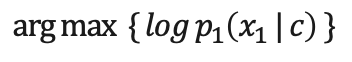 arg max { log p₁(x₁ | c) }